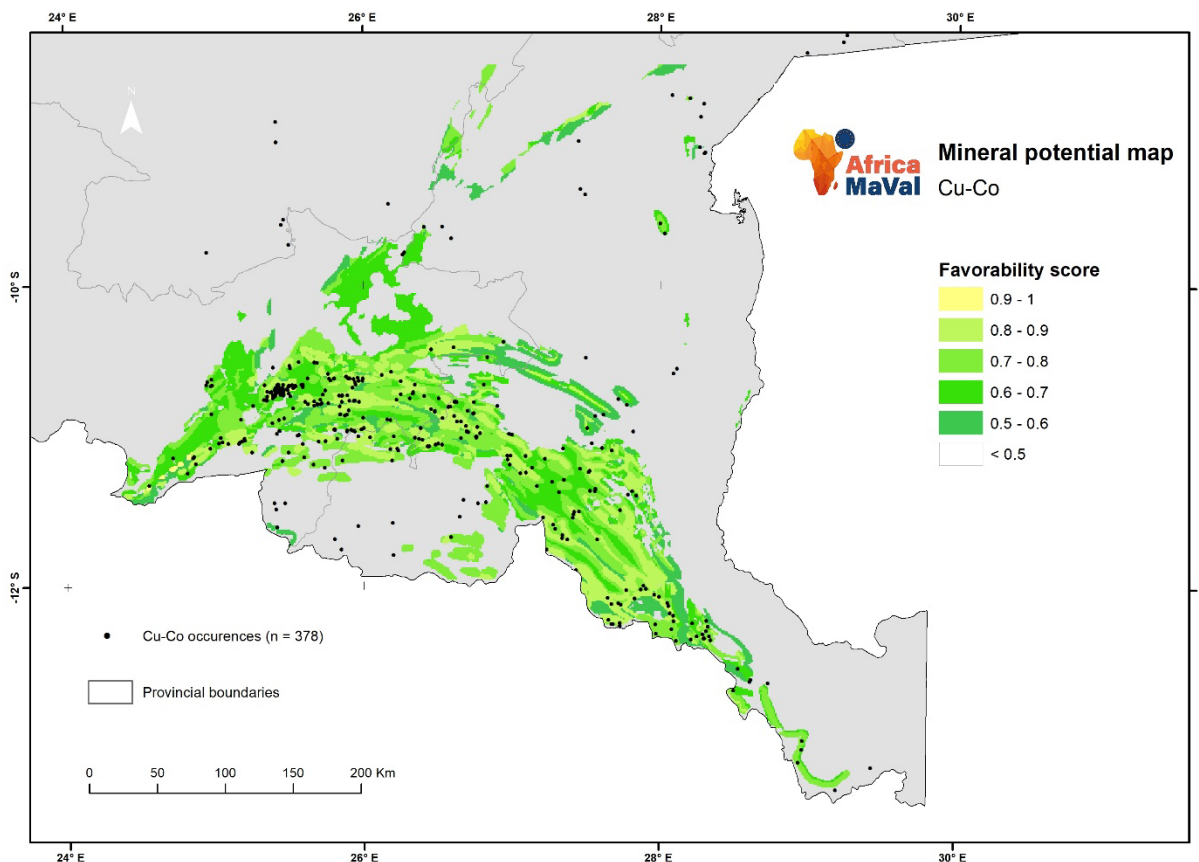 24° E
26° E
28° E
30° E
N
Africa
MaVal
Mineral potential map
Cu-Co
Favorability score
0.9 - 1
0.8 - 0.9
0.7 - 0.8
0.6 - 0.7
0.5 - 0.6
< 0.5
-10° S
-12° S
Cu-Co occurences (n = 378)
Provincial boundaries
0
50
100
150
200 Km
24° E
26° E
28° E
30° E